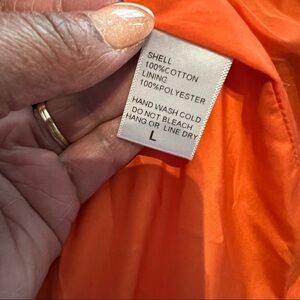 SHELL
100%COTTON
LINING
100%POLYESTER
HAND WASH COLD
DO NOT BLEACH
HANG OR LINE DRY
L